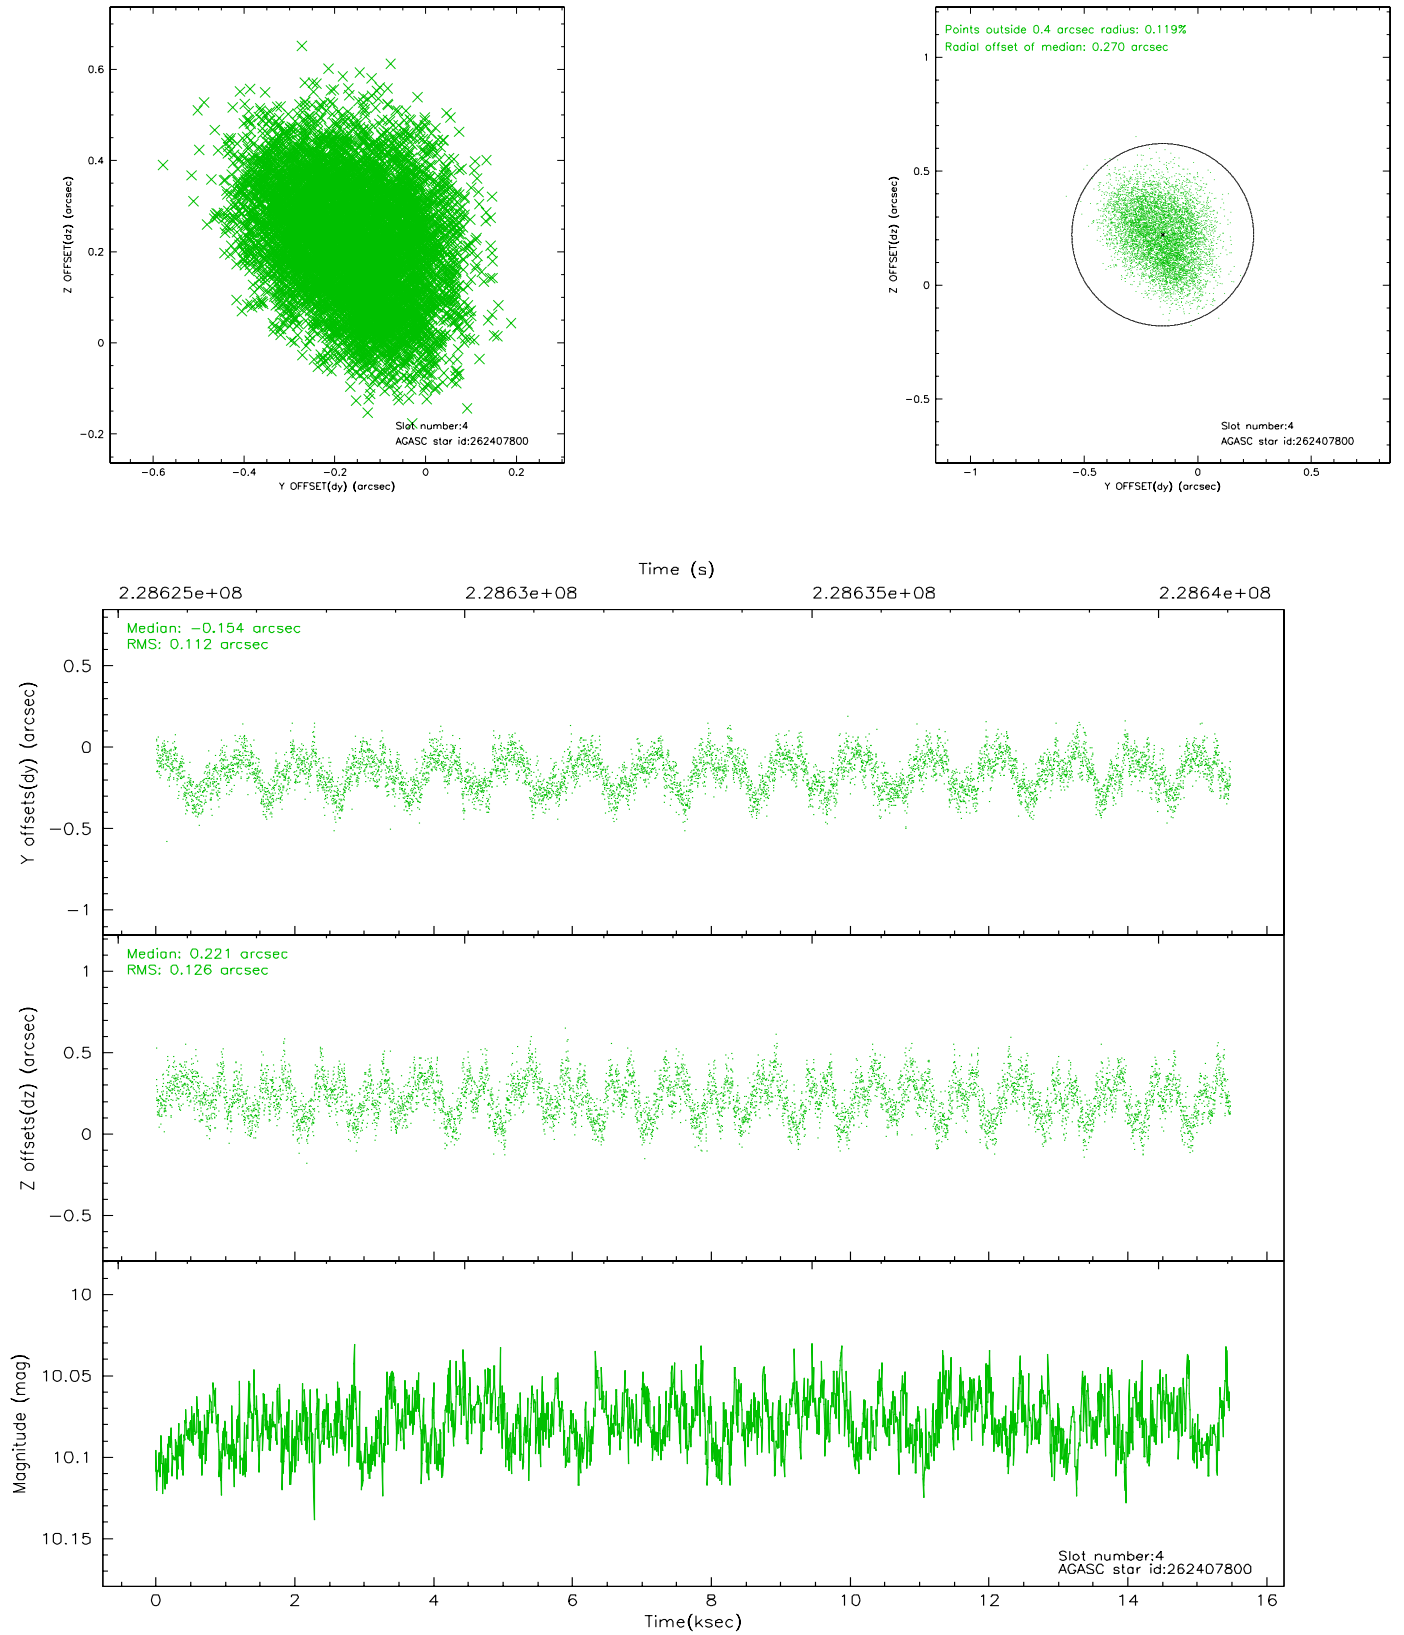 0.6
0.4
0.2
0
−0.2
Z OFFSET(dz) (arcsec)
−0.6 −0.4 −0.2 0 0.2
Y OFFSET(dy) (arcsec)
Slot number:4
AGASC star id:262407800
Points outside 0.4 arcsec radius: 0.119%
Radial offset of median: 0.270 arcsec
1
0.5
0
−0.5
Z OFFSET(dz) (arcsec)
−1 −0.5 0 0.5
Y OFFSET(dy) (arcsec)
Slot number:4
AGASC star id:262407800
Time (s)
2.28625e+08 2.2863e+08 2.28635e+08 2.2864e+08
Median: −0.154 arcsec
RMS: 0.112 arcsec
0.5
0
−0.5
−1
Y offsets(dy) (arcsec)
Median: 0.221 arcsec
RMS: 0.126 arcsec
1
0.5
0
−0.5
Z offsets(dz) (arcsec)
10
10.05
10.1
10.15
Magnitude (mag)
Slot number:4
AGASC star id:262407800
0 2 4 6 8 10 12 14 16
Time(ksec)